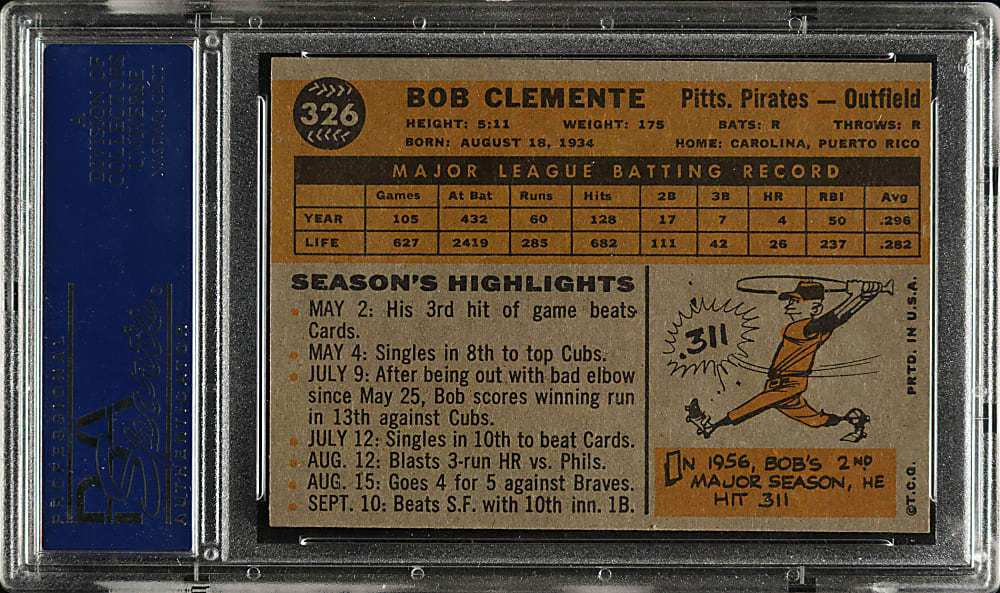 326
BOB CLEMENTE Pitts. Pirates — Outfield
HEIGHT: 5:11 WEIGHT: 175 BATS: R THROWS: R
BORN: AUGUST 18, 1934 HOME: CAROLINA, PUERTO RICO
MAJOR LEAGUE BATTING RECORD
Games At Bat Runs Hits 2B 3B HR RBI Avg
YEAR 105 432 60 128 17 7 4 50 .296
LIFE 627 2419 285 682 111 42 26 237 .282
SEASON'S HIGHLIGHTS
MAY 2: His 3rd hit of game beats
Cards.
MAY 4: Singles in 8th to top Cubs.
JULY 9: After being out with bad elbow
since May 25, Bob scores winning run
in 13th against Cubs.
JULY 12: Singles in 10th to beat Cards.
AUG. 12: Blasts 3-run HR vs. Phils.
AUG. 15: Goes 4 for 5 against Braves.
SEPT. 10: Beats S.F. with 10th inn. 1B.
.311
IN 1956, BOB'S 2ND
MAJOR SEASON, HE
HIT 311
PRTD. IN U.S.A.
©T.C.G.
A
DIVISION OF
COLLECTORS
UNIVERSE
NASDAQ: CLCT
PROFESSIONAL
PSA
Sports
AUTHENTICATOR